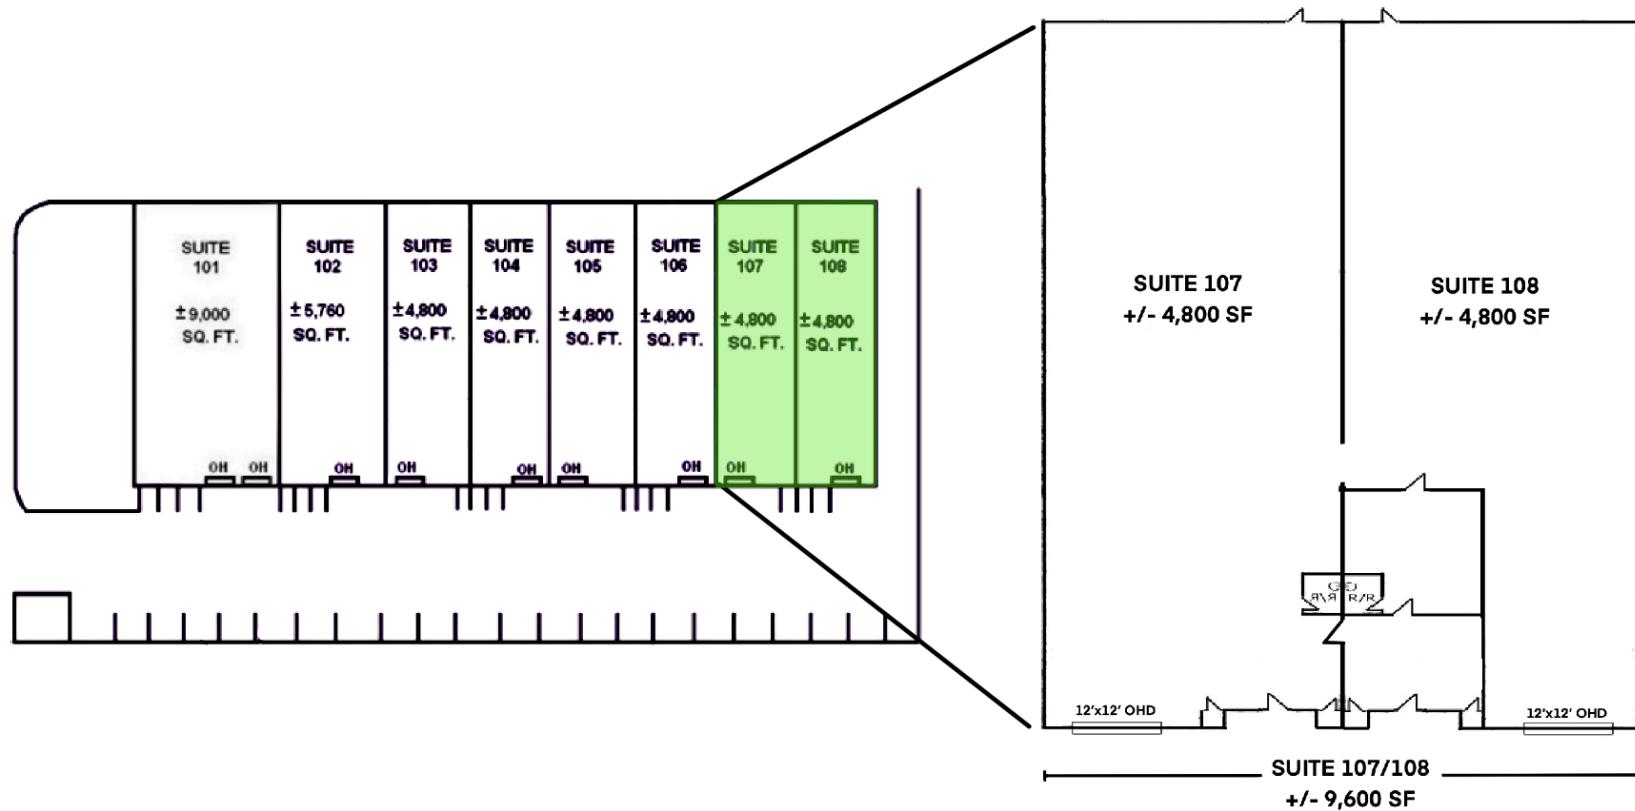 SUITE
101
±9,000
SQ. FT.
OH OH
SUITE
102
±5,760
SQ. FT.
OH
SUITE
103
±4,800
SQ. FT.
OH
SUITE
104
±4,800
SQ. FT.
OH
SUITE
105
±4,800
SQ. FT.
OH
SUITE
106
±4,800
SQ. FT.
OH
SUITE
107
±4,800
SQ. FT.
OH
SUITE
108
±4,800
SQ. FT.
OH
SUITE 107
+/- 4,800 SF
SUITE 108
+/- 4,800 SF
R/R R/R
12'x12' OHD
12'x12' OHD
SUITE 107/108
+/- 9,600 SF